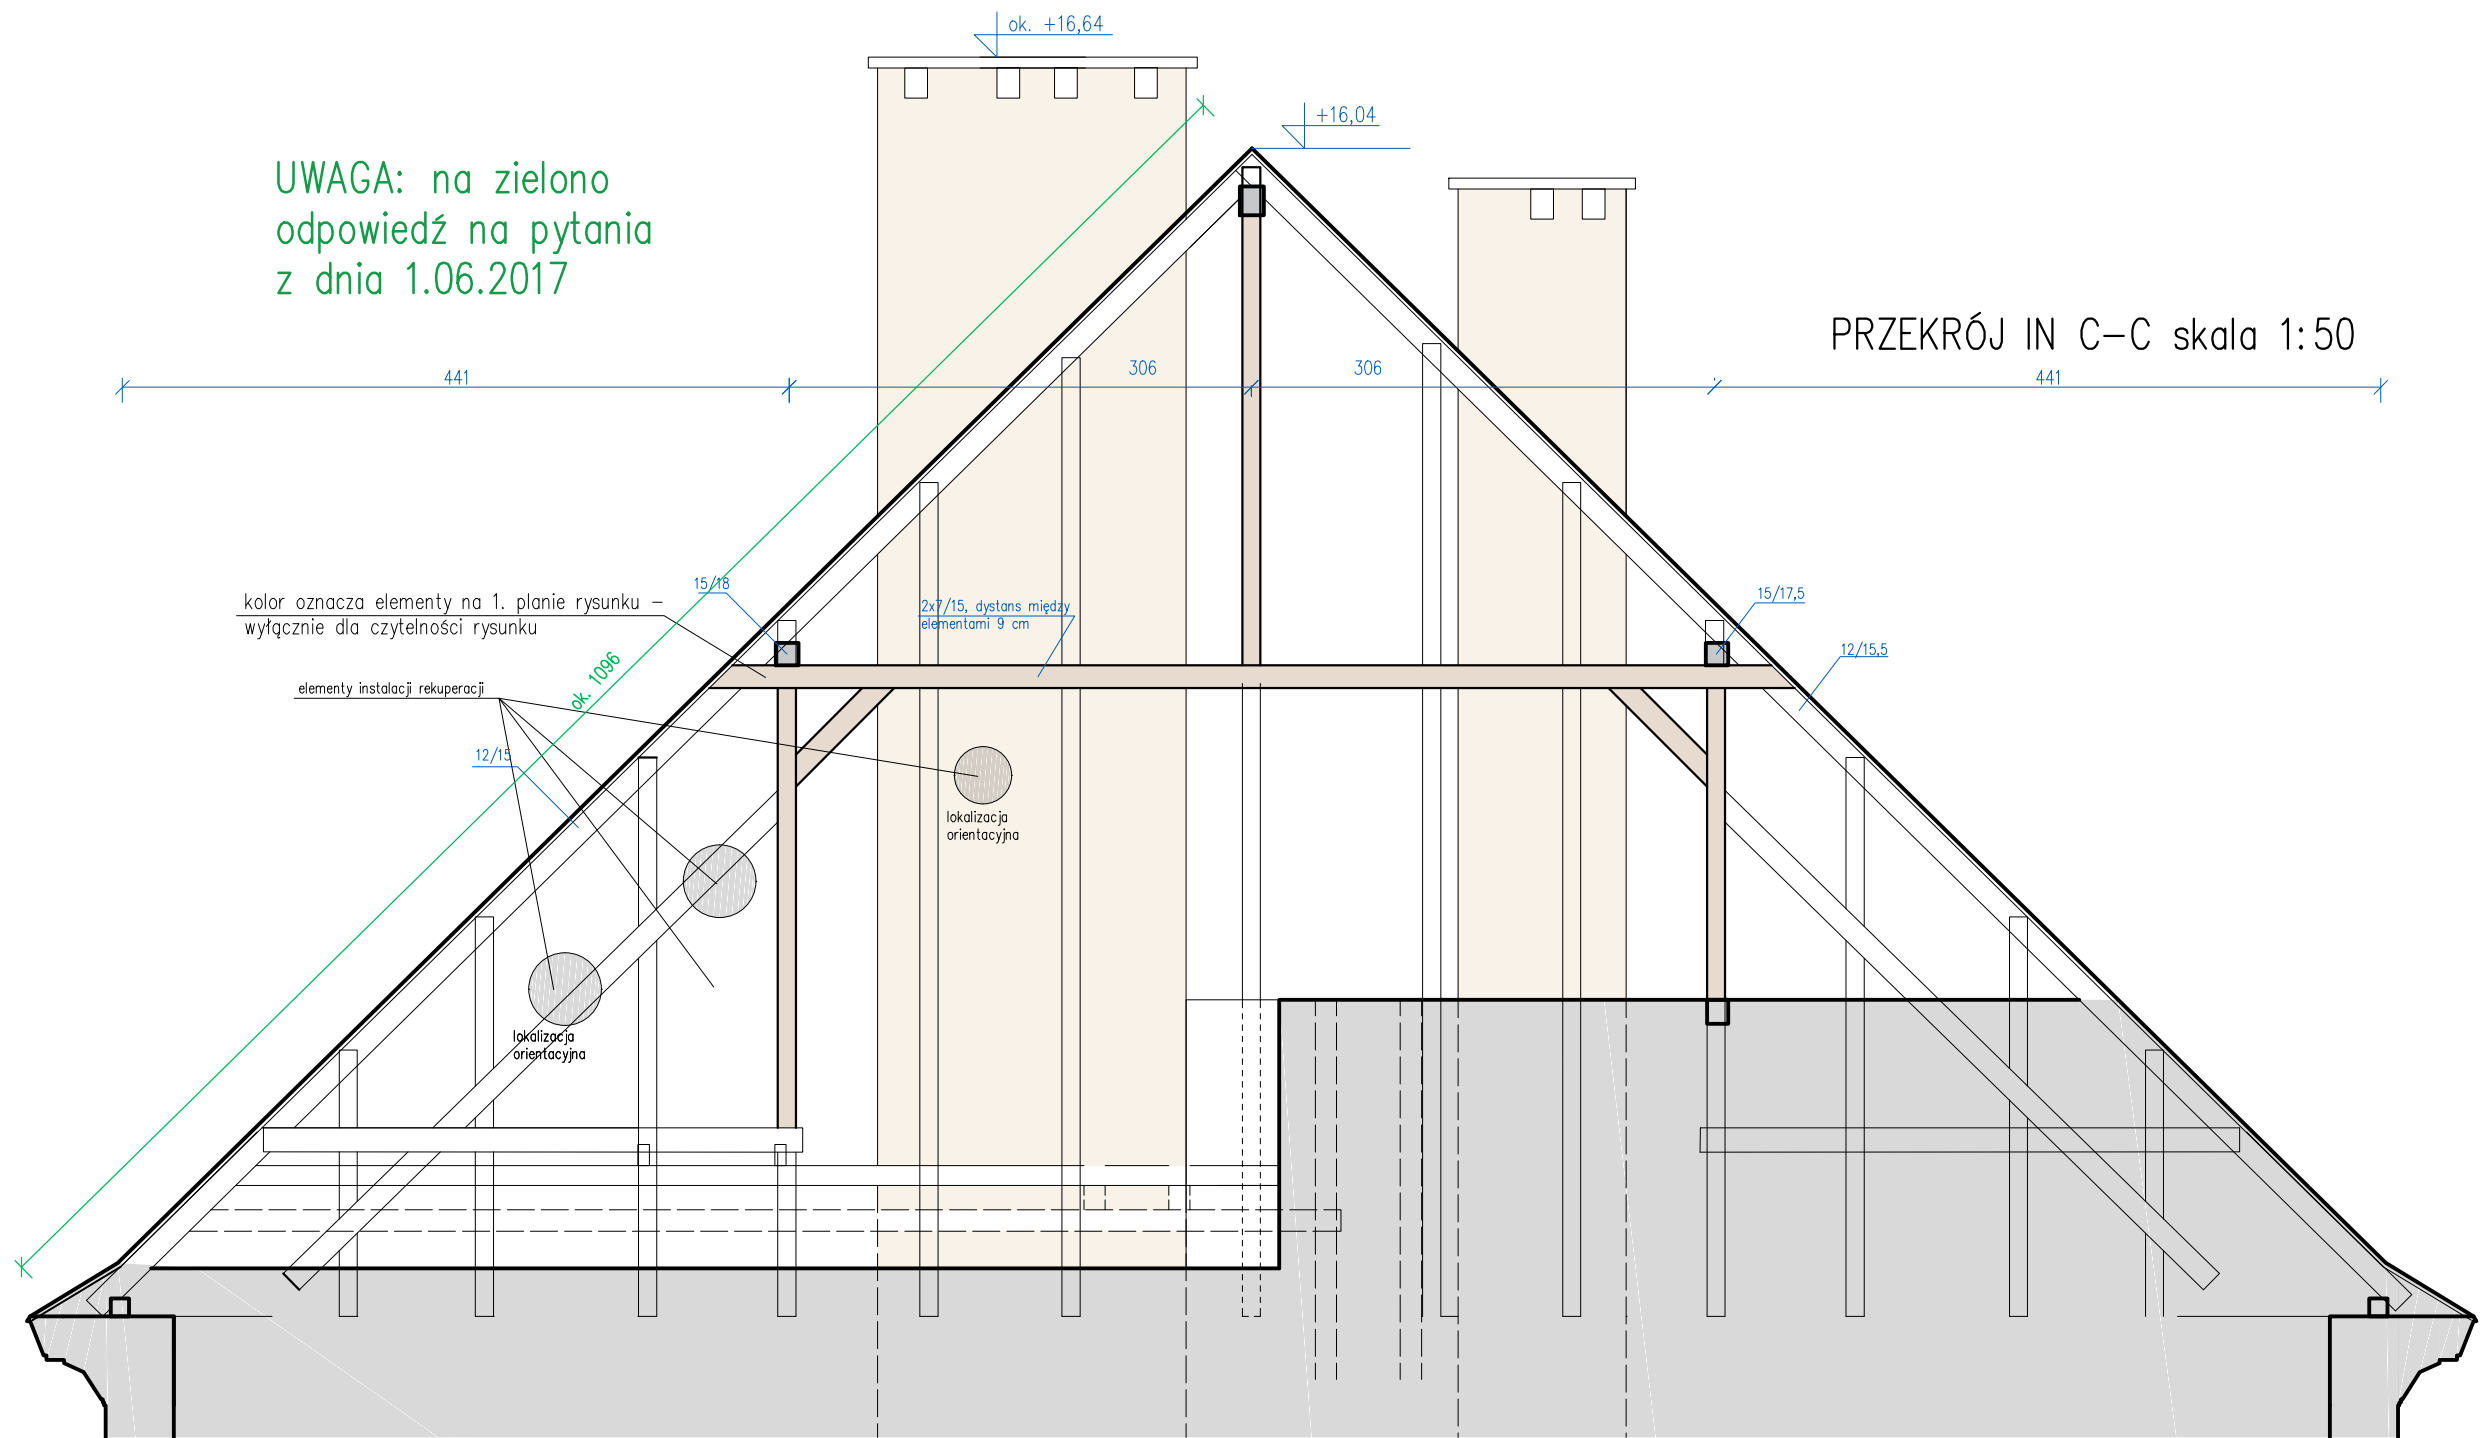 ok. +16,64
+16,04
UWAGA: na zielono
odpowiedź na pytania
z dnia 1.06.2017
PRZEKRÓJ IN C-C skala 1:50
441
306
306
441
15/18
kolor oznacza elementy na 1. planie rysunku -
wyłącznie dla czytelności rysunku
2x7/15, dystans między
elementami 9 cm
15/17,5
12/15,5
ok. 1096
elementy instalacji rekuperacji
12/15
lokalizacja
orientacyjna
lokalizacja
orientacyjna